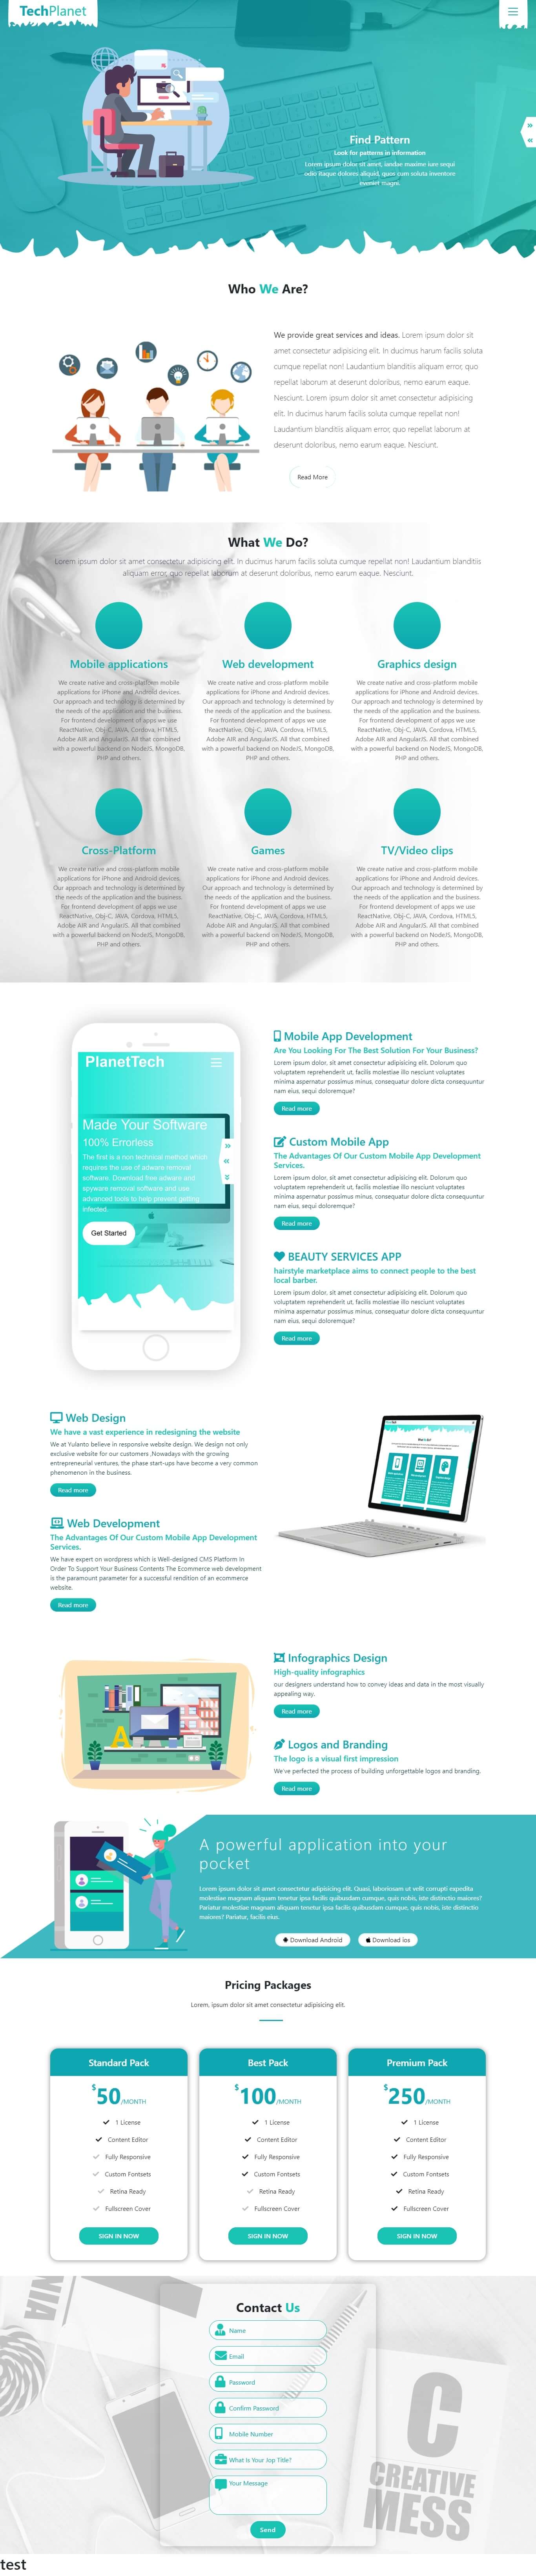 TechPlanet
Find Pattern
Look for patterns in information
Lorem ipsum dolor sit amet, iandae maxime iure sequi
odio itaque dolores aliquid, quae cum soluta inventore
eveniet magni.
Who We Are?
We provide great services and ideas. Lorem ipsum dolor sit
amet consectetur adipisicing elit. In ducimus harum facilis soluta
cumque repellat non! Laudantium blanditiis aliquam error, quo
repellat laborum at deserunt doloribus, nemo earum eaque.
Nesciunt. Lorem ipsum dolor sit amet consectetur adipisicing
elit. In ducimus harum facilis soluta cumque repellat non!
Laudantium blanditiis aliquam error, quo repellat laborum at
deserunt doloribus, nemo earum eaque. Nesciunt.
Read More
What We Do?
Lorem ipsum dolor sit amet consectetur adipisicing elit. In ducimus harum facilis soluta cumque repellat non! Laudantium blanditiis
aliquam error, quo repellat laborum at deserunt doloribus, nemo earum eaque. Nesciunt.
Mobile applications
We create native and cross-platform mobile
applications for iPhone and Android devices.
Our approach and technology is determined by
the needs of the application and the business.
For frontend development of apps we use
ReactNative, Obj-C, JAVA, Cordova, HTML5,
Adobe AIR and AngularJS. All that combined
with a powerful backend on NodeJS, MongoDB,
PHP and others.
Web development
We create native and cross-platform mobile
applications for iPhone and Android devices.
Our approach and technology is determined by
the needs of the application and the business.
For frontend development of apps we use
ReactNative, Obj-C, JAVA, Cordova, HTML5,
Adobe AIR and AngularJS. All that combined
with a powerful backend on NodeJS, MongoDB,
PHP and others.
Graphics design
We create native and cross-platform mobile
applications for iPhone and Android devices.
Our approach and technology is determined by
the needs of the application and the business.
For frontend development of apps we use
ReactNative, Obj-C, JAVA, Cordova, HTML5,
Adobe AIR and AngularJS. All that combined
with a powerful backend on NodeJS, MongoDB,
PHP and others.
Cross-Platform
We create native and cross-platform mobile
applications for iPhone and Android devices.
Our approach and technology is determined by
the needs of the application and the business.
For frontend development of apps we use
ReactNative, Obj-C, JAVA, Cordova, HTML5,
Adobe AIR and AngularJS. All that combined
with a powerful backend on NodeJS, MongoDB,
PHP and others.
Games
We create native and cross-platform mobile
applications for iPhone and Android devices.
Our approach and technology is determined by
the needs of the application and the business.
For frontend development of apps we use
ReactNative, Obj-C, JAVA, Cordova, HTML5,
Adobe AIR and AngularJS. All that combined
with a powerful backend on NodeJS, MongoDB,
PHP and others.
TV/Video clips
We create native and cross-platform mobile
applications for iPhone and Android devices.
Our approach and technology is determined by
the needs of the application and the business.
For frontend development of apps we use
ReactNative, Obj-C, JAVA, Cordova, HTML5,
Adobe AIR and AngularJS. All that combined
with a powerful backend on NodeJS, MongoDB,
PHP and others.
PlanetTech
Made Your Software
100% Errorless
The first is a non technical method which
requires the use of adware removal
software. Download free adware and
spyware removal software and use
advanced tools to help prevent getting
infected.
Get Started
Mobile App Development
Are You Looking For The Best Solution For Your Business?
Lorem ipsum dolor, sit amet consectetur adipisicing elit. Dolorum quo
voluptatem reprehenderit ut, facilis molestiae illo nesciunt voluptates
minima aspernatur possimus minus, consequatur dolore dicta consequuntur
nam eius, sequi doloremque?
Read more
Custom Mobile App
The Advantages Of Our Custom Mobile App Development
Services.
Lorem ipsum dolor, sit amet consectetur adipisicing elit. Dolorum quo
voluptatem reprehenderit ut, facilis molestiae illo nesciunt voluptates
minima aspernatur possimus minus, consequatur dolore dicta consequuntur
nam eius, sequi doloremque?
Read more
BEAUTY SERVICES APP
hairstyle marketplace aims to connect people to the best
local barber.
Lorem ipsum dolor, sit amet consectetur adipisicing elit. Dolorum quo
voluptatem reprehenderit ut, facilis molestiae illo nesciunt voluptates
minima aspernatur possimus minus, consequatur dolore dicta consequuntur
nam eius, sequi doloremque?
Read more
Web Design
We have a vast experience in redesigning the website
We at Yulanto believe in responsive website design. We design not only
exclusive website for our customers ,Nowadays with the growing
entrepreneurial ventures, the phase start-ups have become a very common
phenomenon in the business.
Read more
Web Development
The Advantages Of Our Custom Mobile App Development
Services.
We have expert on wordpress which is Well-designed CMS Platform In
Order To Support Your Business Contents The Ecommerce web development
is the paramount parameter for a successful rendition of an ecommerce
website.
Read more
Infographics Design
High-quality infographics
our designers understand how to convey ideas and data in the most visually
appealing way.
Read more
Logos and Branding
The logo is a visual first impression
We've perfected the process of building unforgettable logos and branding.
Read more
A powerful application into your
pocket
Lorem ipsum dolor sit amet consectetur adipisicing elit. Quasi, laboriosam ut velit corrupti expedita
molestiae magnam aliquam tenetur ipsa facilis quibusdam cumque, quis nobis, iste distinctio maiores?
Pariatur molestiae magnam aliquam tenetur ipsa facilis quibusdam cumque, quis nobis, iste distinctio
maiores? Pariatur, facilis eius.
Download Android
Download ios
Pricing Packages
Lorem, ipsum dolor sit amet consectetur adipisicing elit.
Standard Pack
$50/MONTH
1 License
Content Editor
Fully Responsive
Custom Fontsets
Retina Ready
Fullscreen Cover
SIGN IN NOW
Best Pack
$100/MONTH
1 License
Content Editor
Fully Responsive
Custom Fontsets
Retina Ready
Fullscreen Cover
SIGN IN NOW
Premium Pack
$250/MONTH
1 License
Content Editor
Fully Responsive
Custom Fontsets
Retina Ready
Fullscreen Cover
SIGN IN NOW
Contact Us
Name
Email
Password
Confirm Password
Mobile Number
What Is Your Jop Title?
Your Message
Send
C
CREATIVE
MESS
test